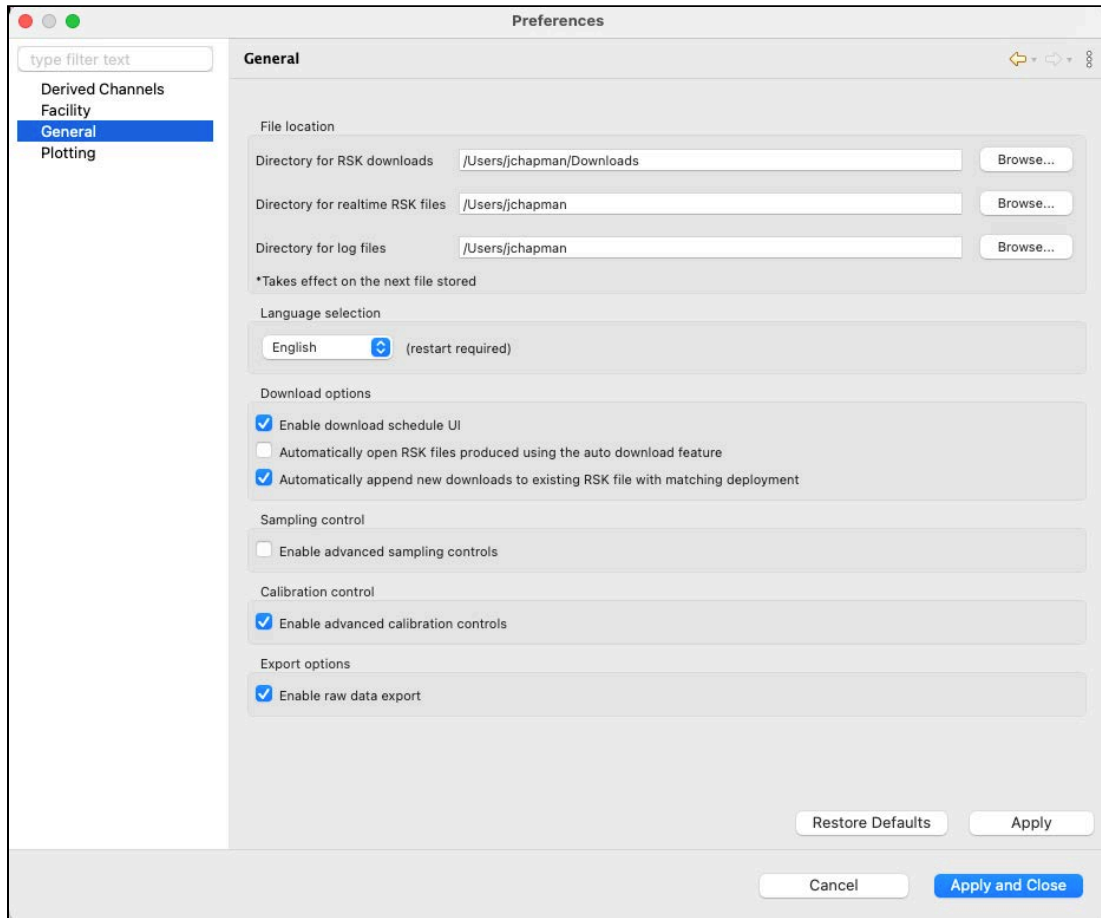 Preferences
type filter text
General
Derived Channels
Facility
General
Plotting
File location
Directory for RSK downloads /Users/jchapman/Downloads Browse...
Directory for realtime RSK files /Users/jchapman Browse...
Directory for log files /Users/jchapman Browse...
*Takes effect on the next file stored
Language selection
English (restart required)
Download options
Enable download schedule UI
Automatically open RSK files produced using the auto download feature
Automatically append new downloads to existing RSK file with matching deployment
Sampling control
Enable advanced sampling controls
Calibration control
Enable advanced calibration controls
Export options
Enable raw data export
Restore Defaults Apply
Cancel Apply and Close